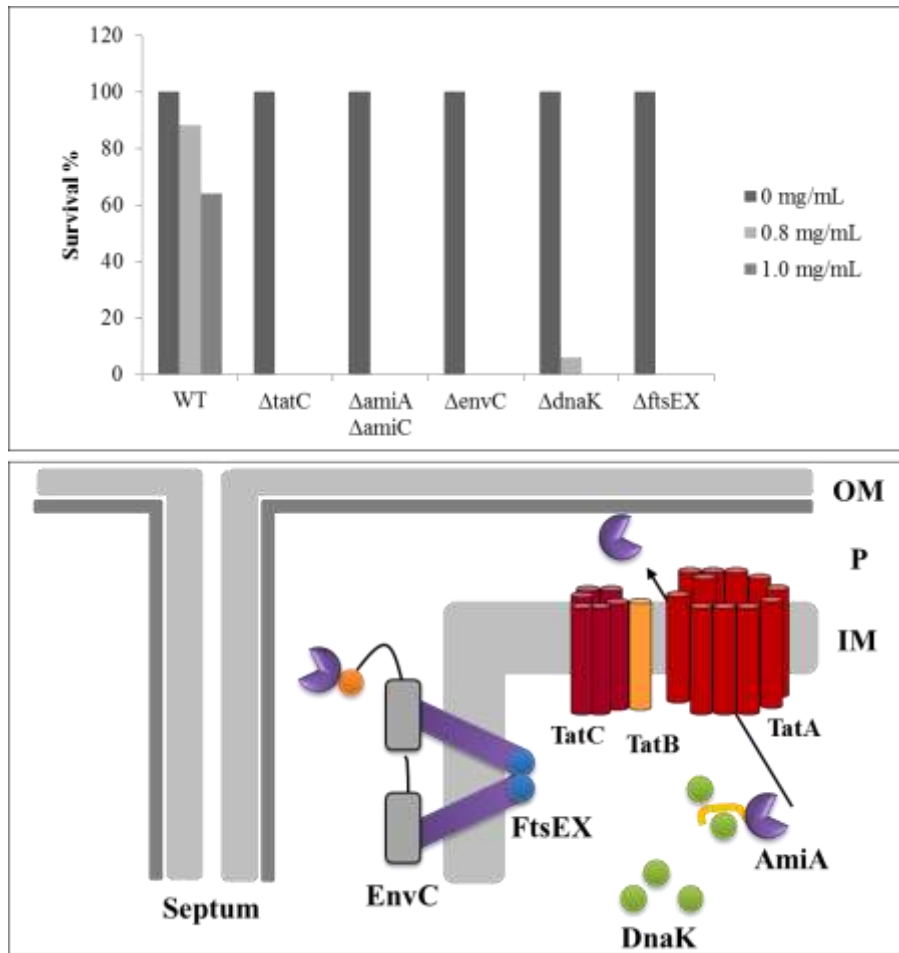 120
100
80
60
40
20
0
Survival %
WT
ΔtatC
ΔamiA
ΔamiC
ΔenvC
ΔdnaK
ΔftsEX
0 mg/mL
0.8 mg/mL
1.0 mg/mL
OM
P
IM
TatC
TatB
TatA
FtsEX
AmiA
EnvC
Septum
DnaK